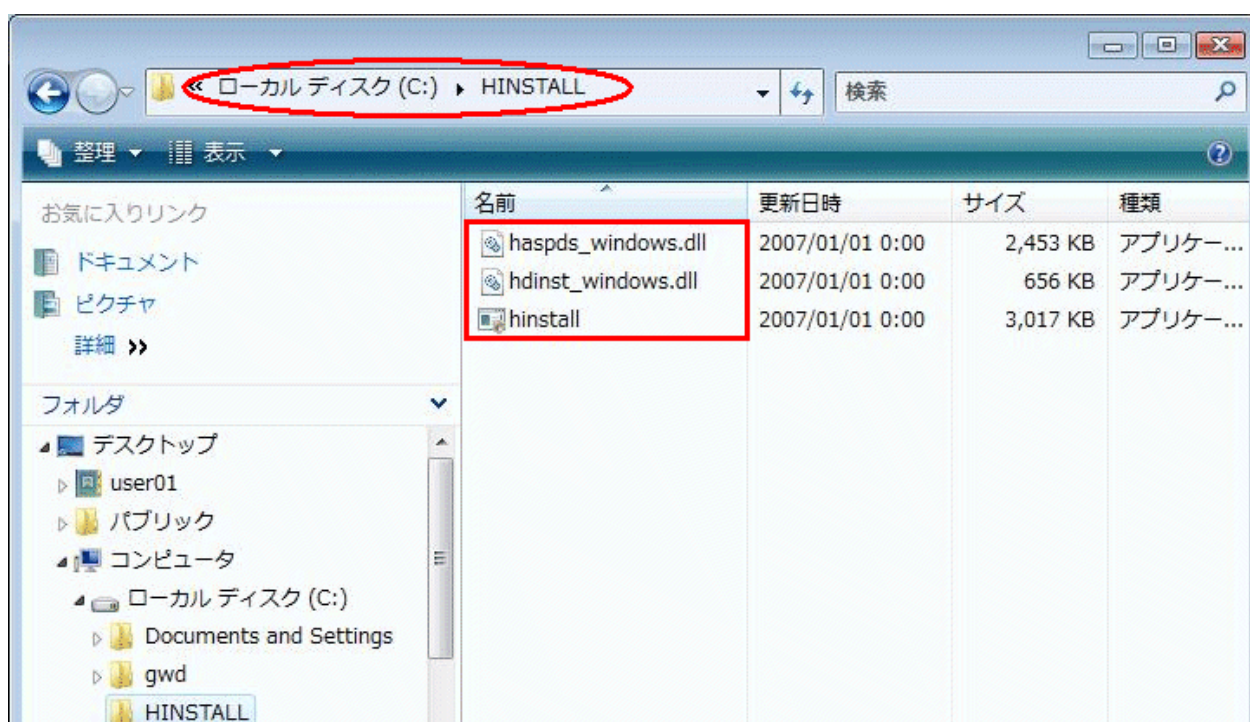 « ローカル ディスク (C:) ▸ HINSTALL
検索
整理 表示
お気に入りリンク
ドキュメント
ピクチャ
詳細 »
フォルダ
デスクトップ
user01
パブリック
コンピュータ
ローカル ディスク (C:)
Documents and Settings
gwd
HINSTALL
名前 更新日時 サイズ 種類
haspds_windows.dll 2007/01/01 0:00 2,453 KB アプリケー...
hdinst_windows.dll 2007/01/01 0:00 656 KB アプリケー...
hinstall 2007/01/01 0:00 3,017 KB アプリケー...